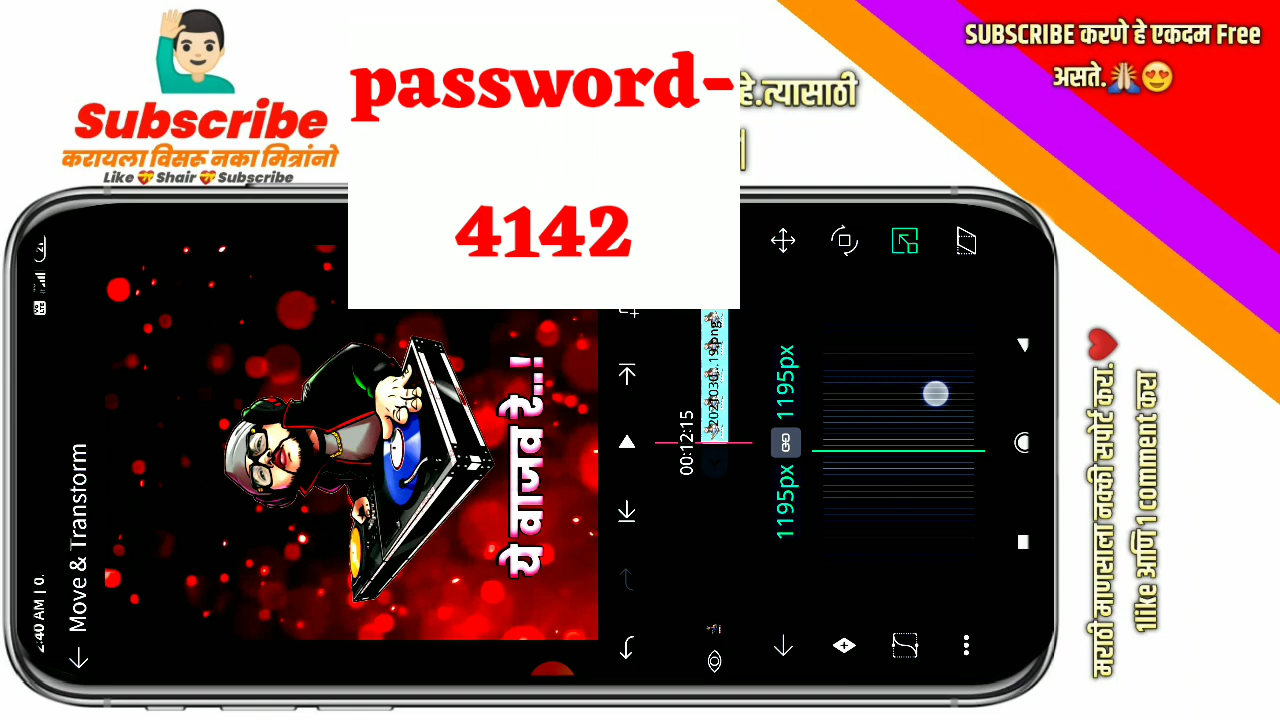 Subscribe
करायला विसरू नका मित्रांनो
Like 💝 Shair 💝 Subscribe
password-
4142
हे.त्यासाठी
SUBSCRIBE करणे हे एकदम Free
असते.🙏😍
Move & Transform
ये वाजव रे..!
00:12:15
1195px 1195px
मराठी माणसाला नक्की सपोर्ट करा. ❤️
1like आणि 1 comment करा